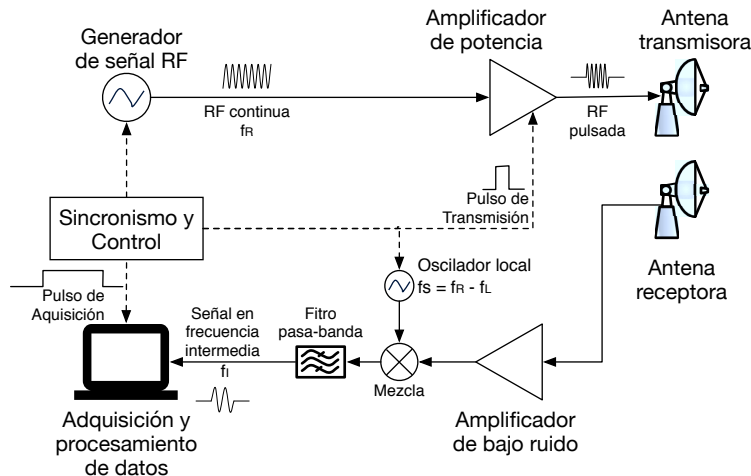 Generador
de señal RF
RF continua
fR
Amplificador
de potencia
RF
pulsada
Antena
transmisora
Pulso de
Transmisión
Sincronismo y
Control
Pulso de
Aquisición
Oscilador local
fs = fR - fL
Antena
receptora
Señal en
frecuencia
intermedia
fI
Fitro
pasa-banda
Mezcla
Amplificador
de bajo ruido
Adquisición y
procesamiento
de datos